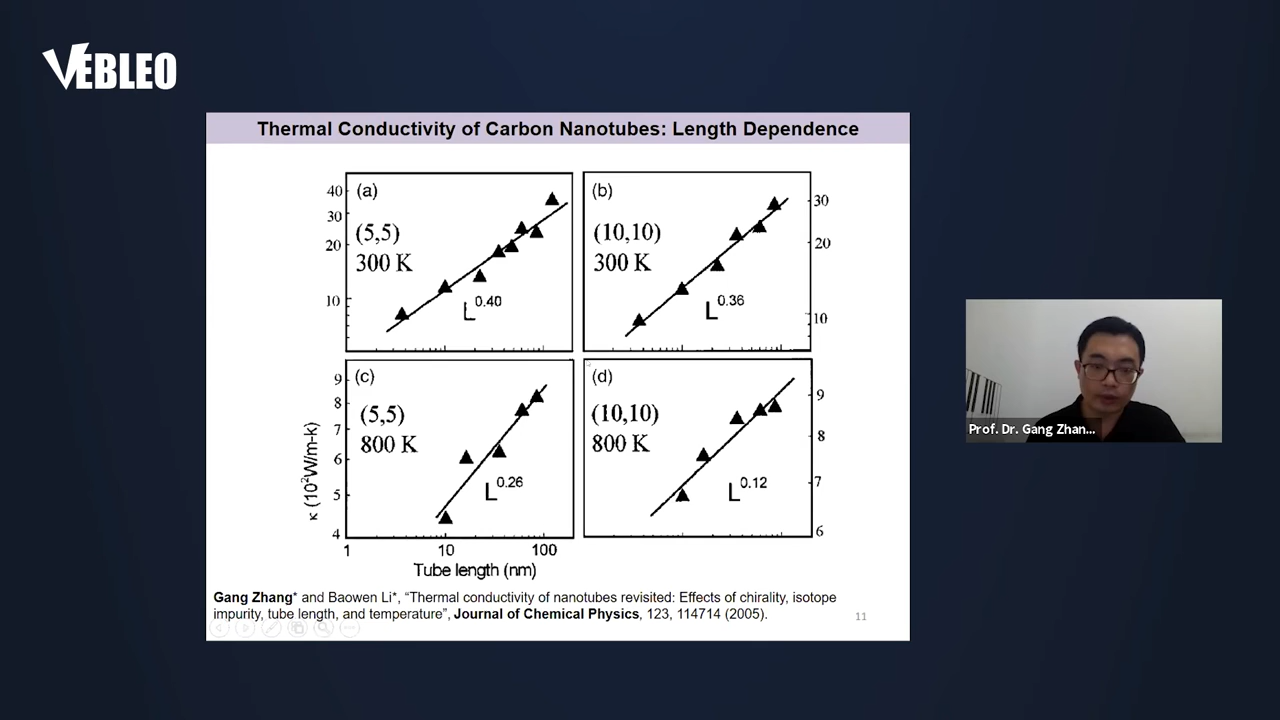 VEBLEO
Thermal Conductivity of Carbon Nanotubes: Length Dependence
40
30
20
10
(a)
(5,5)
300 K
L^0.40
(b)
(10,10)
300 K
L^0.36
30
20
10
9
8
7
6
5
4
(c)
(5,5)
800 K
L^0.26
(d)
(10,10)
800 K
L^0.12
9
8
7
6
κ (10²W/m-k)
1 10 100
Tube length (nm)
Gang Zhang* and Baowen Li*, “Thermal conductivity of nanotubes revisited: Effects of chirality, isotope
impurity, tube length, and temperature”, Journal of Chemical Physics, 123, 114714 (2005).
11
Prof. Dr. Gang Zhan...